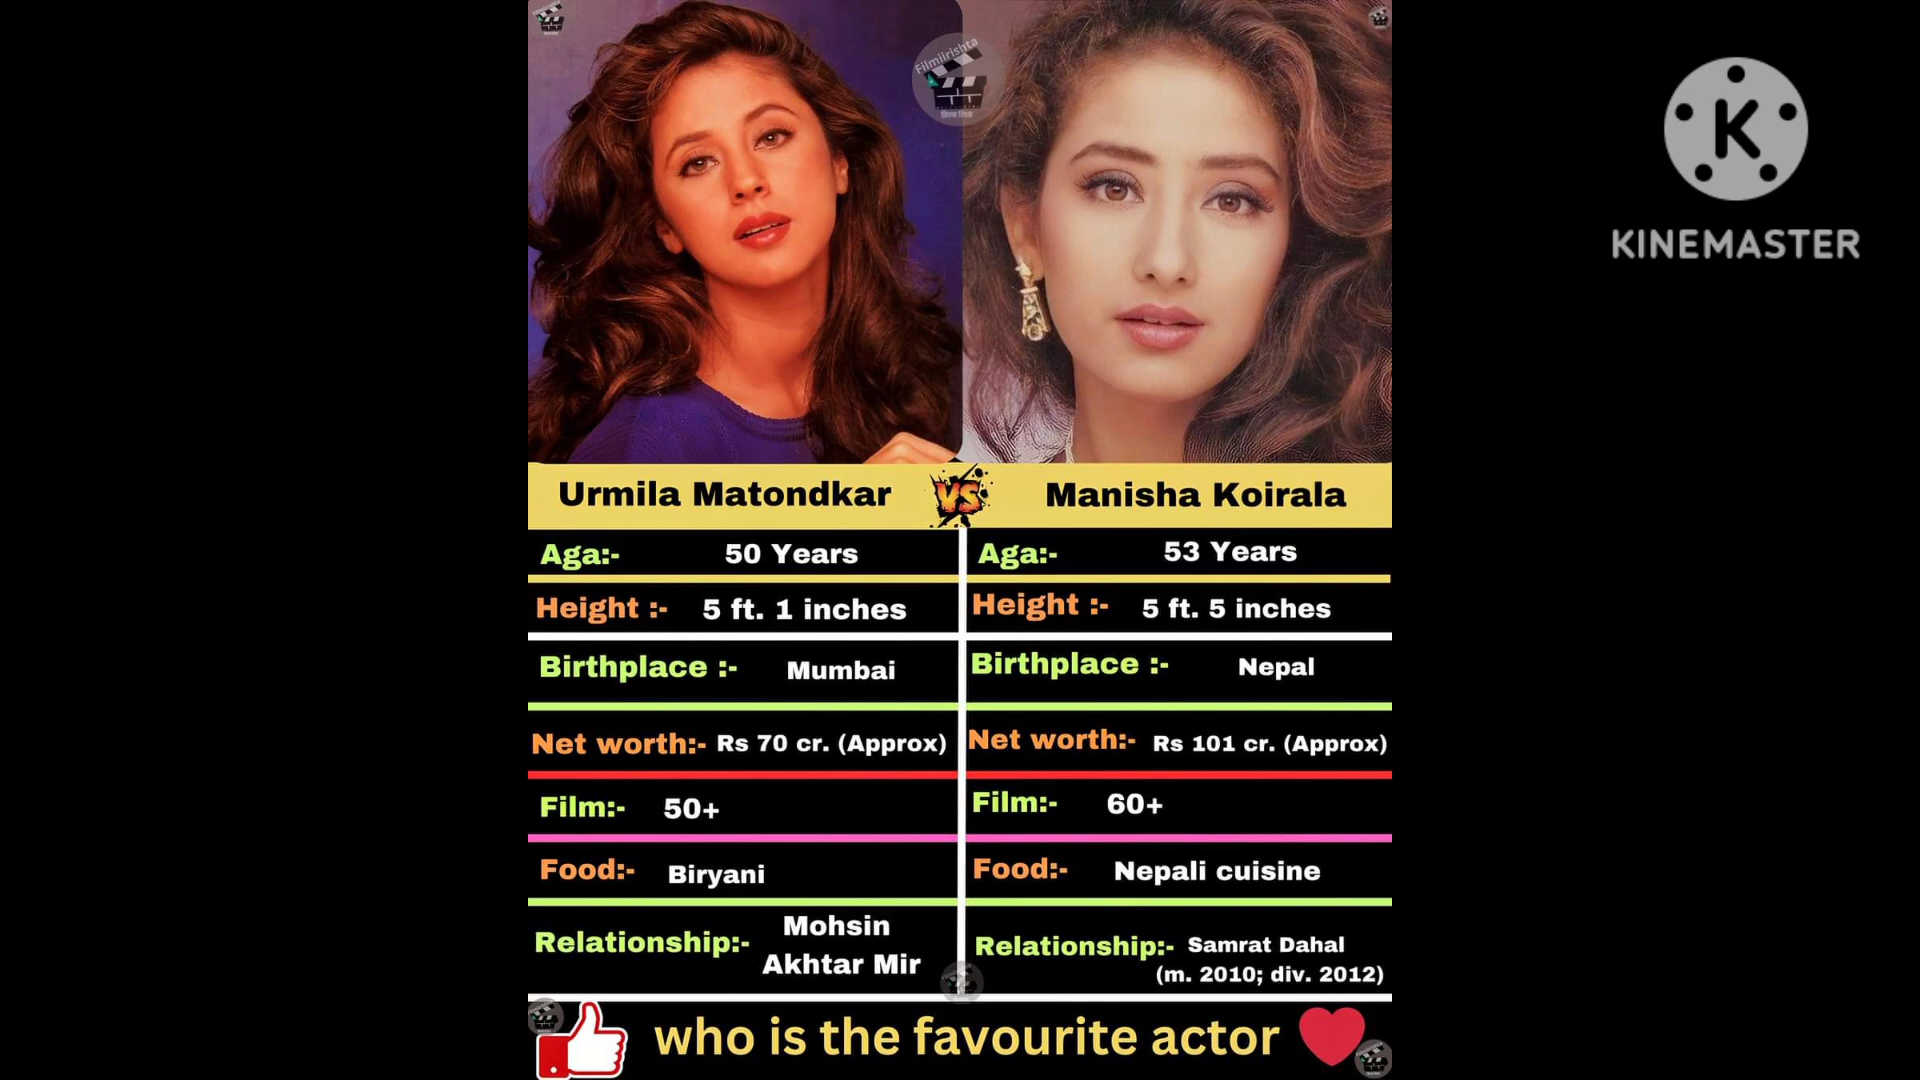 Filmiirishta
KINEMASTER
Urmila Matondkar VS Manisha Koirala
Aga:- 50 Years
Aga:- 53 Years
Height :- 5 ft. 1 inches
Height :- 5 ft. 5 inches
Birthplace :- Mumbai
Birthplace :- Nepal
Net worth:- Rs 70 cr. (Approx)
Net worth:- Rs 101 cr. (Approx)
Film:- 50+
Film:- 60+
Food:- Biryani
Food:- Nepali cuisine
Relationship:- Mohsin
Akhtar Mir
Relationship:- Samrat Dahal
(m. 2010; div. 2012)
who is the favourite actor